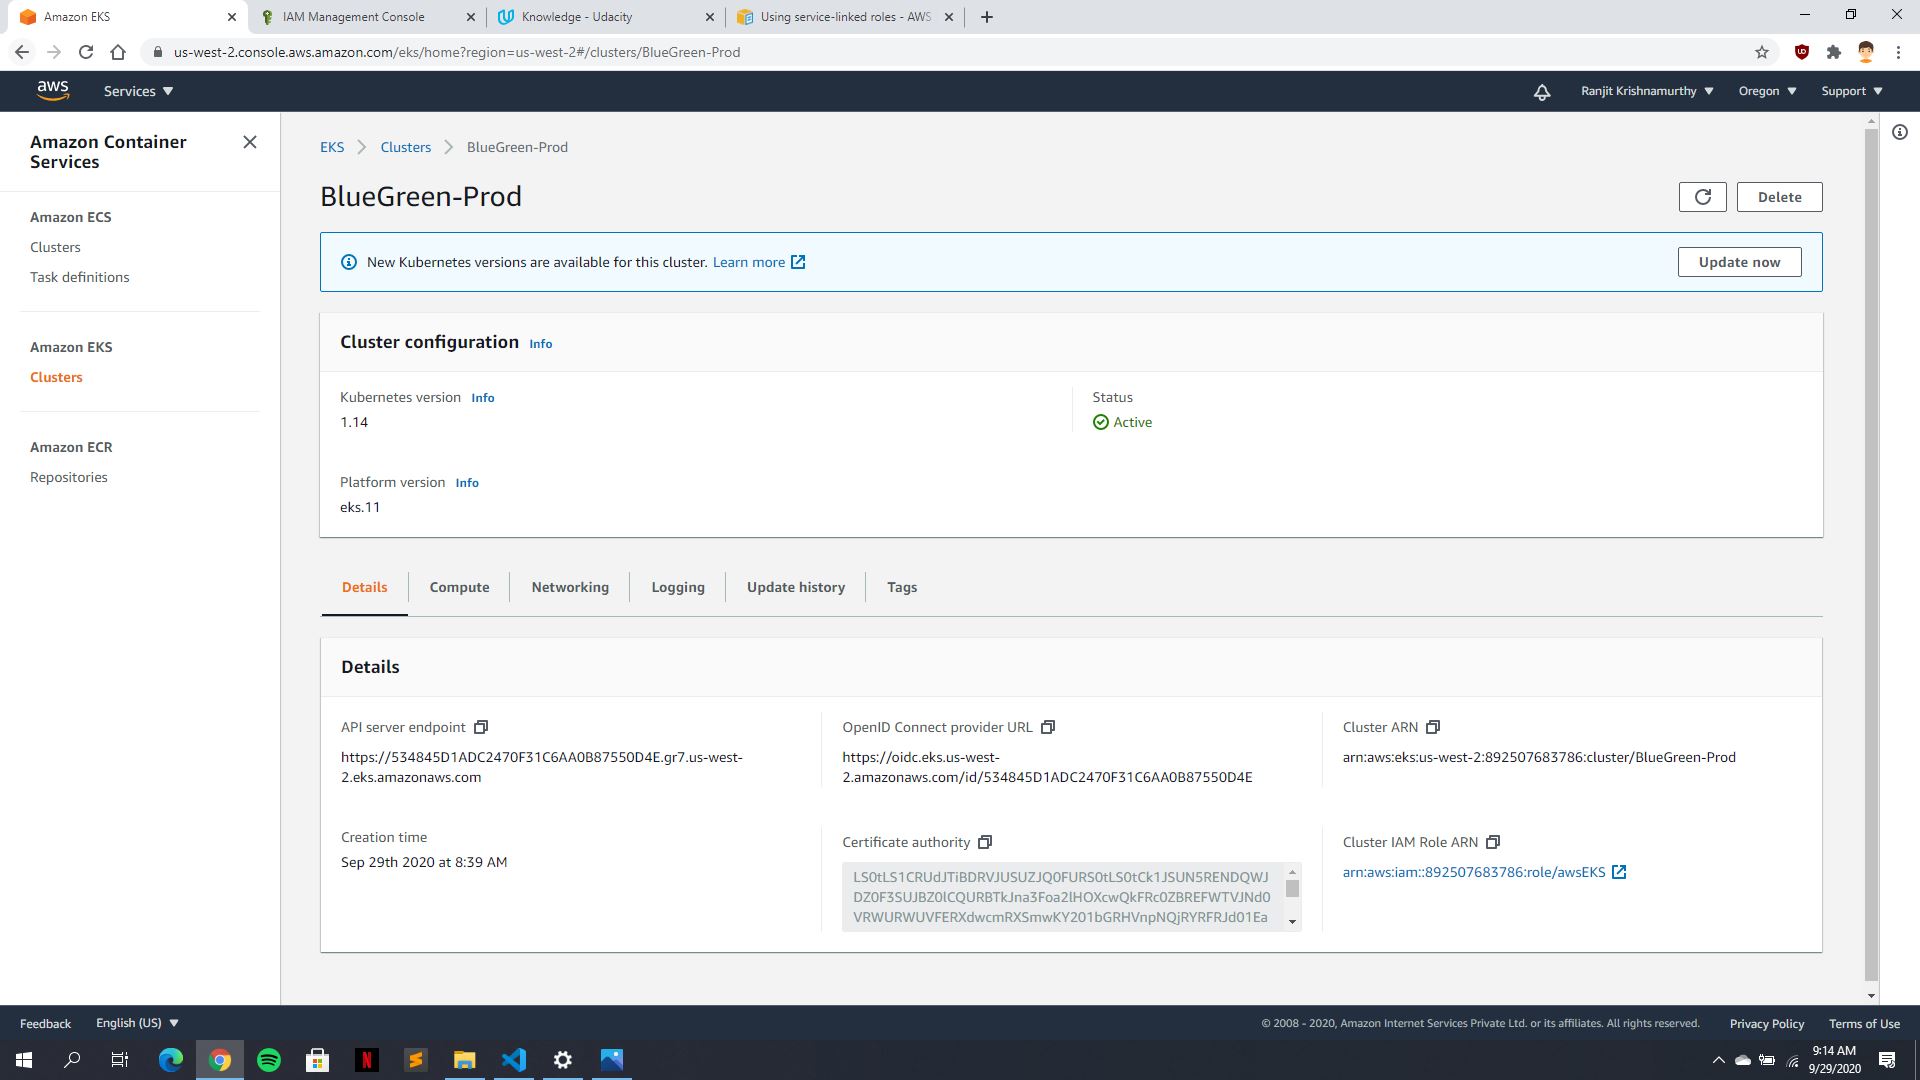 Amazon EKS
IAM Management Console
Knowledge - Udacity
Using service-linked roles - AWS
us-west-2.console.aws.amazon.com/eks/home?region=us-west-2#/clusters/BlueGreen-Prod
aws
Services
Ranjit Krishnamurthy
Oregon
Support
Amazon Container
Services
Amazon ECS
Clusters
Task definitions
Amazon EKS
Clusters
Amazon ECR
Repositories
EKS
Clusters
BlueGreen-Prod
BlueGreen-Prod
Delete
New Kubernetes versions are available for this cluster. Learn more
Update now
Cluster configuration Info
Kubernetes version Info
1.14
Status
Active
Platform version Info
eks.11
Details
Compute
Networking
Logging
Update history
Tags
Details
API server endpoint
https://534845D1ADC2470F31C6AA0B87550D4E.gr7.us-west-
2.eks.amazonaws.com
OpenID Connect provider URL
https://oidc.eks.us-west-
2.amazonaws.com/id/534845D1ADC2470F31C6AA0B87550D4E
Cluster ARN
arn:aws:eks:us-west-2:892507683786:cluster/BlueGreen-Prod
Creation time
Sep 29th 2020 at 8:39 AM
Certificate authority
LS0tLS1CRUdJTiBDRVJUSUZJQ0FURS0tLS0tCk1JSUN5RENDQWJ
DZ0F3SUJBZ0lCQURBTkJna3Foa2lHOXcwQkFRc0ZBREFWTVJNd0
VRWURWUVFERXdwcmRXSmwKY201bGRHVnpNQjRYRFRJd01Ea
Cluster IAM Role ARN
arn:aws:iam::892507683786:role/awsEKS
Feedback
English (US)
© 2008 - 2020, Amazon Internet Services Private Ltd. or its affiliates. All rights reserved.
Privacy Policy
Terms of Use
9:14 AM
9/29/2020